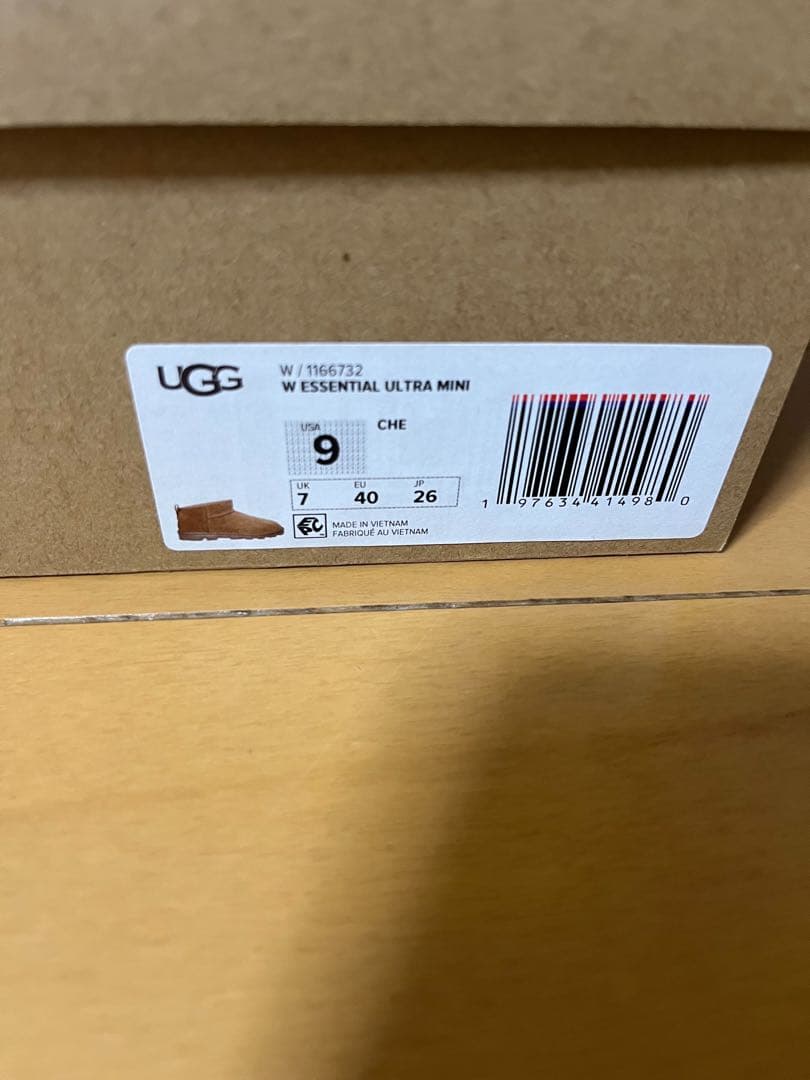 UGG
W / 1166732
W ESSENTIAL ULTRA MINI
USA
9
CHE
UK EU JP
7 40 26
MADE IN VIETNAM
FABRIQUÉ AU VIETNAM
1 97634 41498 0